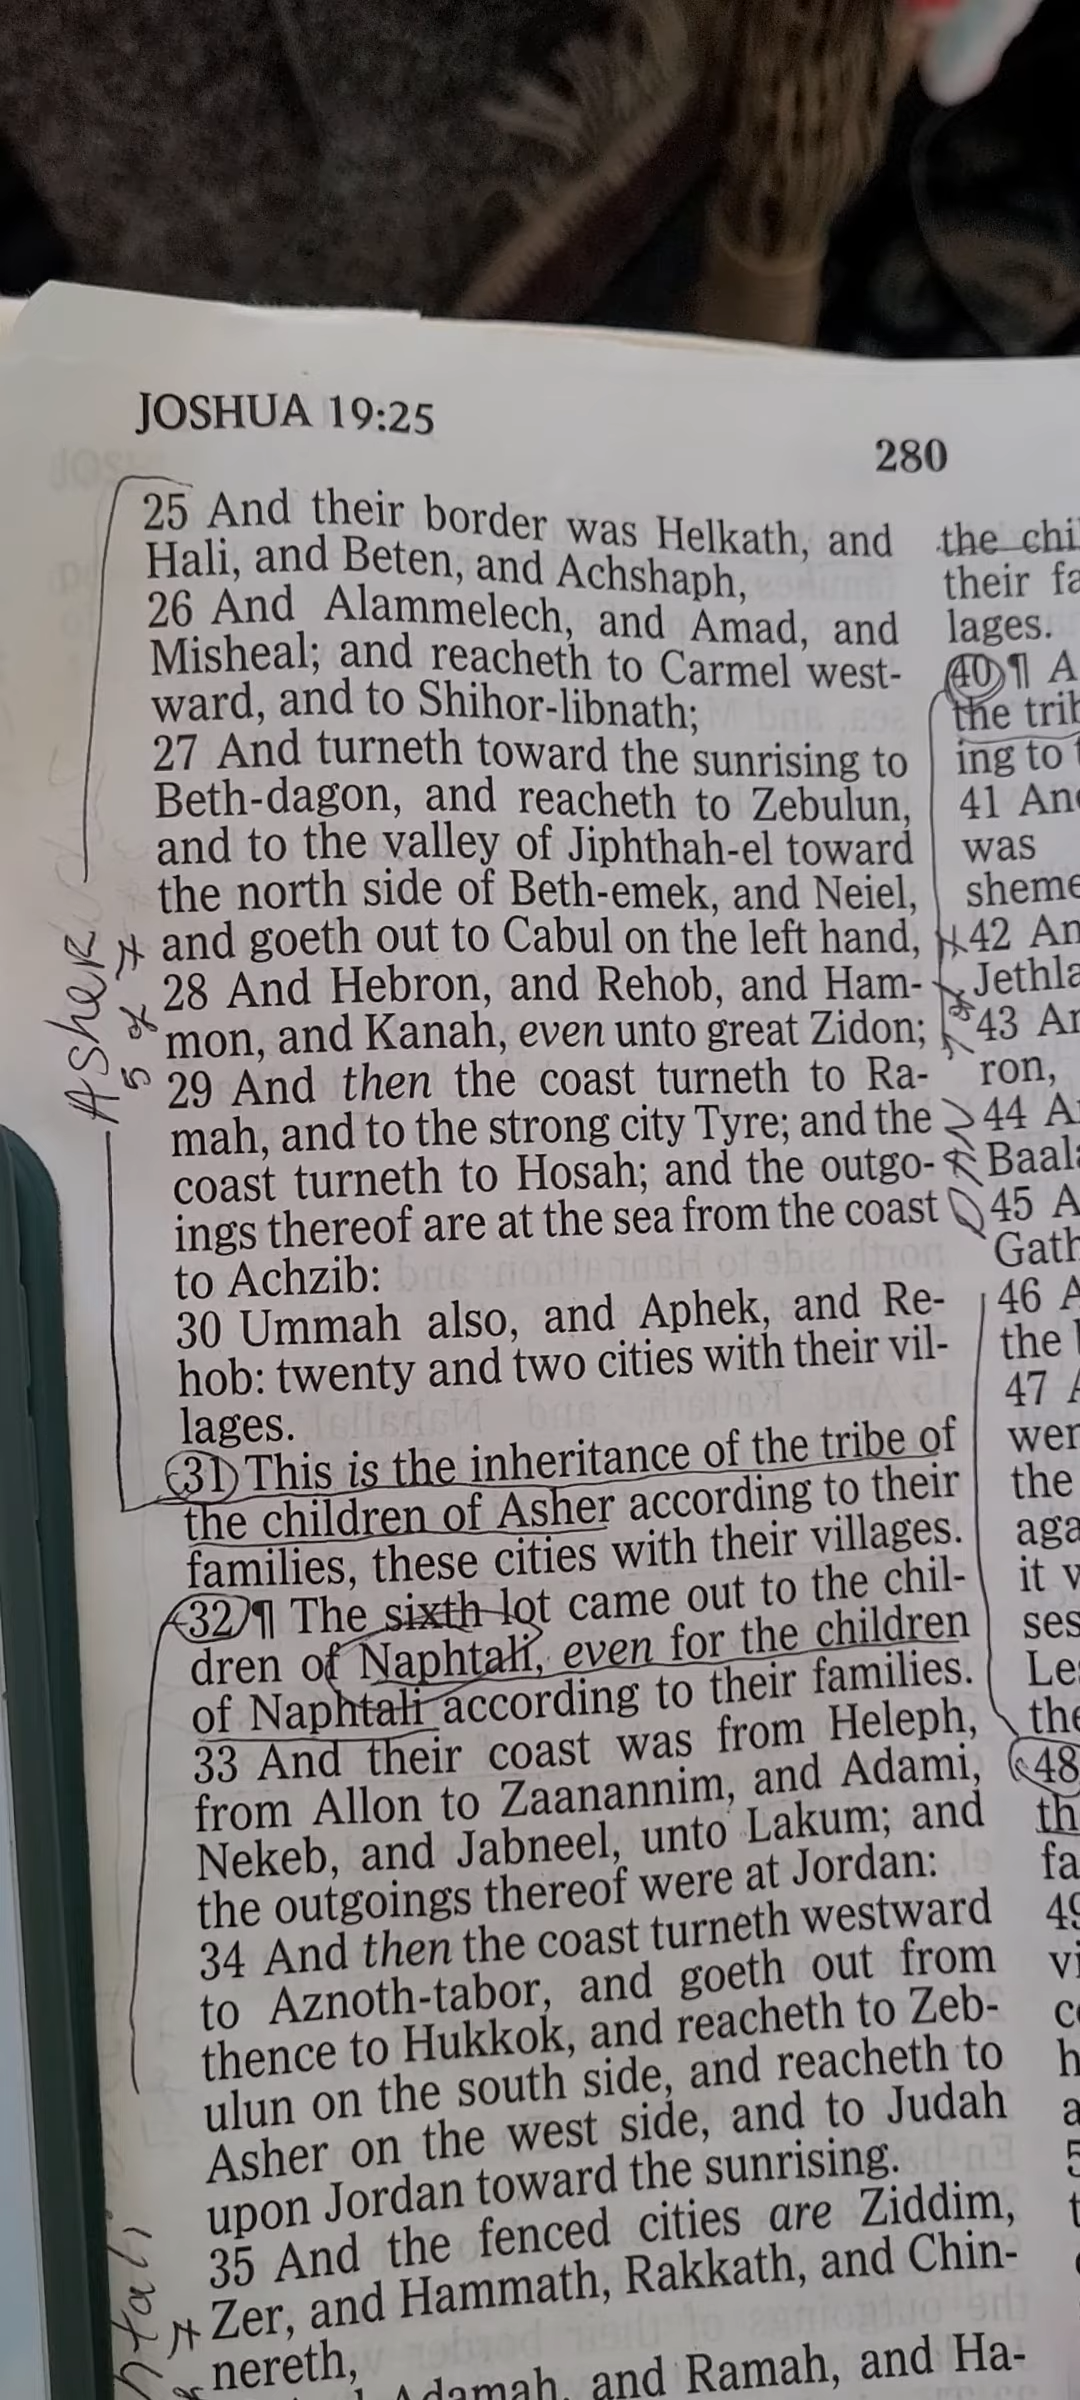 JOSHUA 19:25
280
25 And their border was Helkath, and
Hali, and Beten, and Achshaph,
26 And Alammelech, and Amad, and
Misheal; and reacheth to Carmel west-
ward, and to Shihor-libnath;
27 And turneth toward the sunrising to
Beth-dagon, and reacheth to Zebulun,
and to the valley of Jiphthah-el toward
the north side of Beth-emek, and Neiel,
and goeth out to Cabul on the left hand,
28 And Hebron, and Rehob, and Ham-
mon, and Kanah, even unto great Zidon;
29 And then the coast turneth to Ra-
mah, and to the strong city Tyre; and the
coast turneth to Hosah; and the outgo-
ings thereof are at the sea from the coast
to Achzib:
30 Ummah also, and Aphek, and Re-
hob: twenty and two cities with their vil-
lages.
31 This is the inheritance of the tribe of
the children of Asher according to their
families, these cities with their villages.
32 ¶ The sixth lot came out to the chil-
dren of Naphtali, even for the children
of Naphtali according to their families.
33 And their coast was from Heleph,
from Allon to Zaanannim, and Adami,
Nekeb, and Jabneel, unto Lakum; and
the outgoings thereof were at Jordan:
34 And then the coast turneth westward
to Aznoth-tabor, and goeth out from
thence to Hukkok, and reacheth to Zeb-
ulun on the south side, and reacheth to
Asher on the west side, and to Judah
upon Jordan toward the sunrising.
35 And the fenced cities are Ziddim,
Zer, and Hammath, Rakkath, and Chin-
nereth,
Adamah, and Ramah, and Ha-
Asher
5 of 7
the chi
their fa
lages.
40 ¶ A
the trib
ing to
41 And
was
sheme
42 An
Jethla
43 An
ron,
44 A
Baala
45 A
Gath
46 A
the
47 A
wer
the
aga
it
ses
Le
the
48
th
fa
49